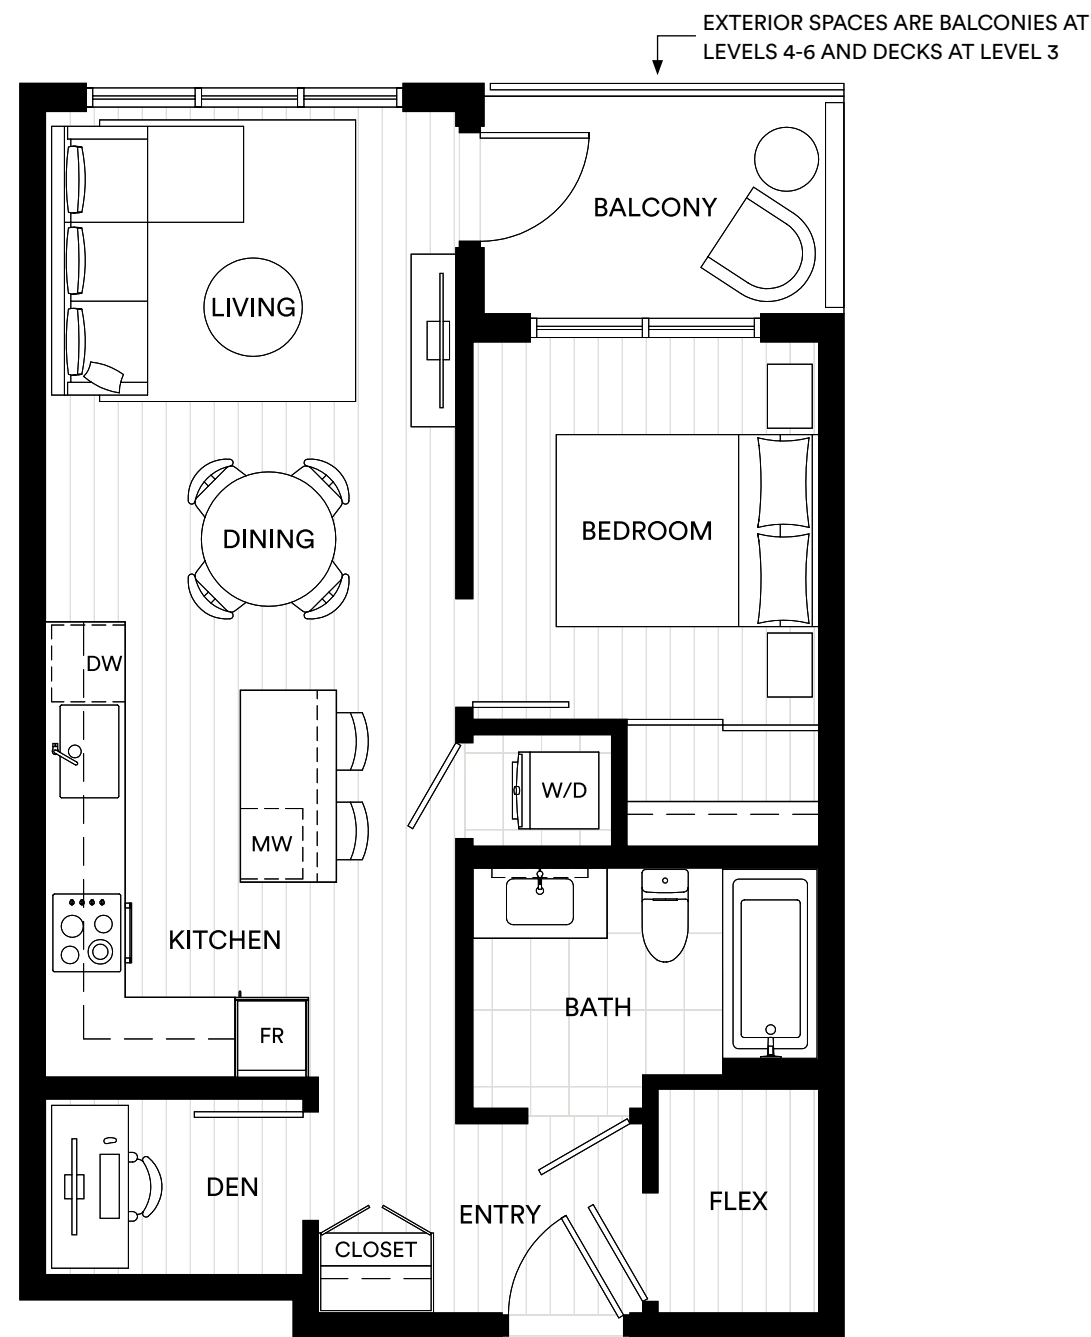 EXTERIOR SPACES ARE BALCONIES AT
LEVELS 4-6 AND DECKS AT LEVEL 3
BALCONY
LIVING
BEDROOM
DINING
DW
W/D
MW
KITCHEN
BATH
FR
DEN
FLEX
ENTRY
CLOSET